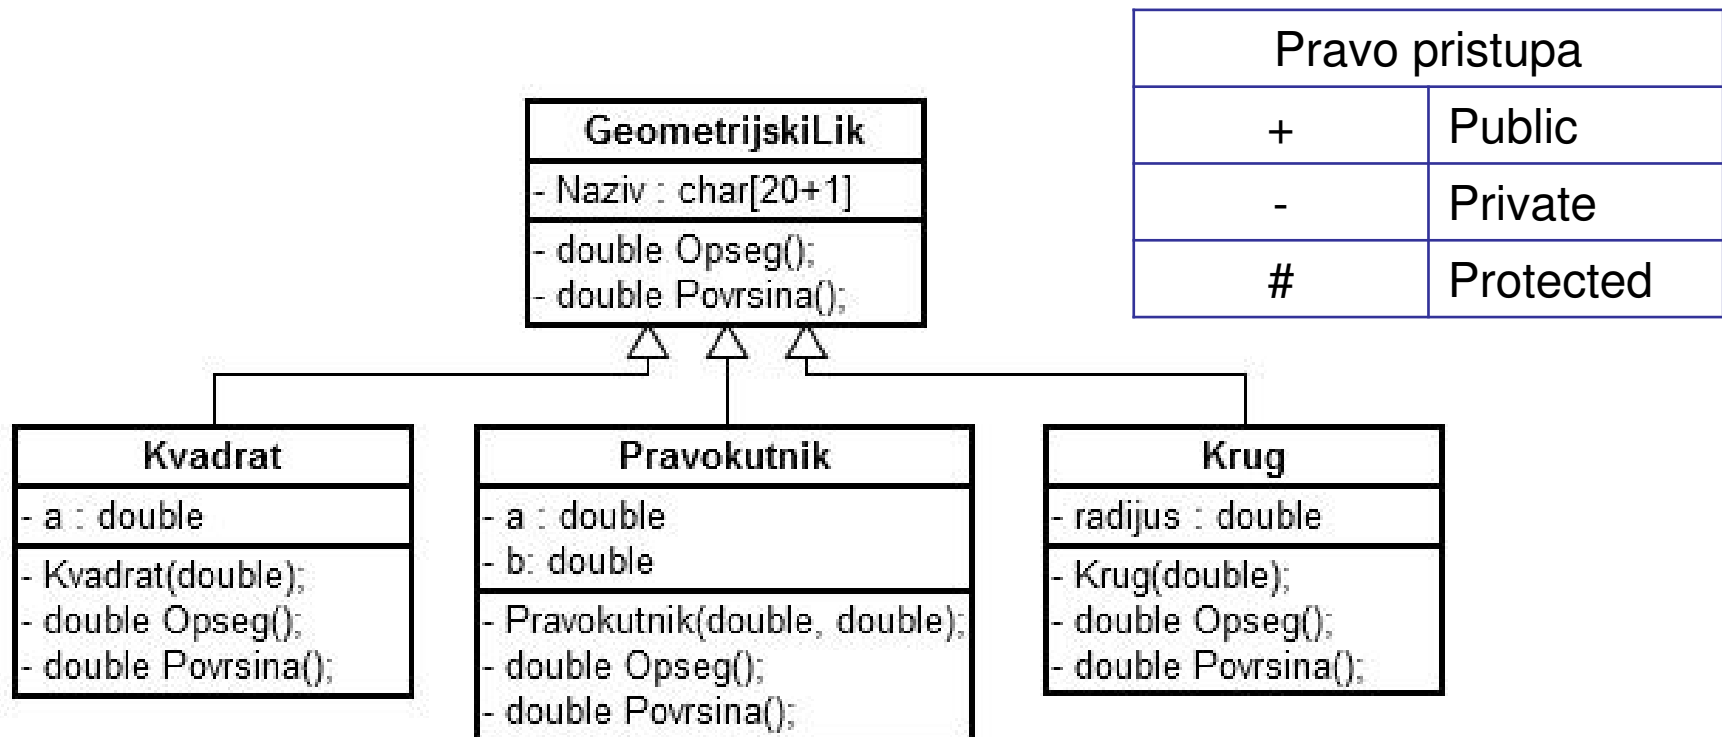 Pravo pristupa
+ Public
- Private
# Protected
GeometrijskiLik
- Naziv : char[20+1]
- double Opseg();
- double Povrsina();
Kvadrat
- a : double
- Kvadrat(double);
- double Opseg();
- double Povrsina();
Pravokutnik
- a : double
- b: double
- Pravokutnik(double, double);
- double Opseg();
- double Povrsina();
Krug
- radijus : double
- Krug(double);
- double Opseg();
- double Povrsina();